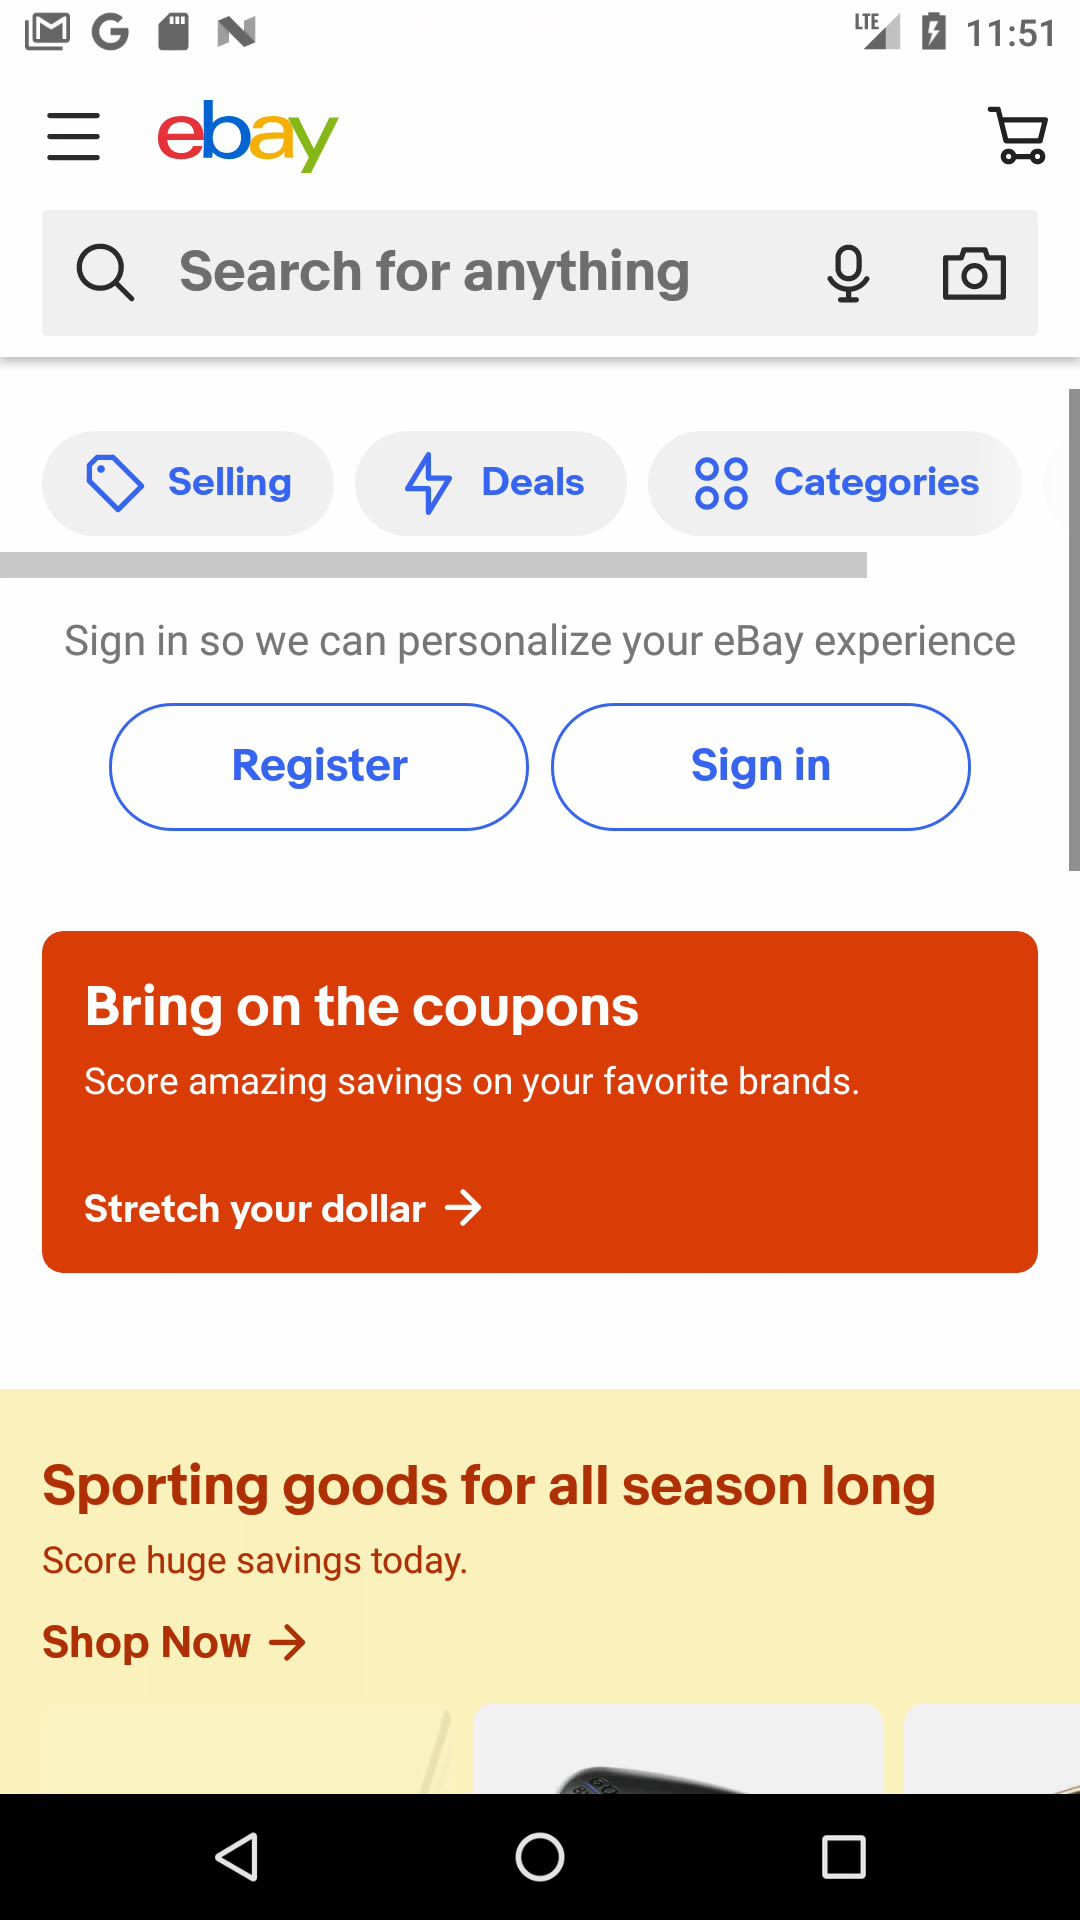 LTE 11:51
ebay
Search for anything
Selling Deals Categories
Sign in so we can personalize your eBay experience
Register Sign in
Bring on the coupons
Score amazing savings on your favorite brands.
Stretch your dollar
Sporting goods for all season long
Score huge savings today.
Shop Now